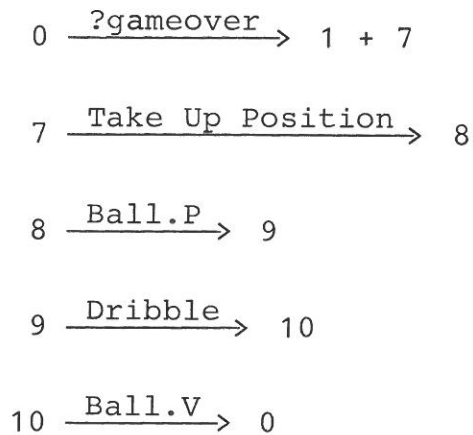 0 ?gameover 1 + 7
7 Take Up Position 8
8 Ball.P 9
9 Dribble 10
10 Ball.V 0